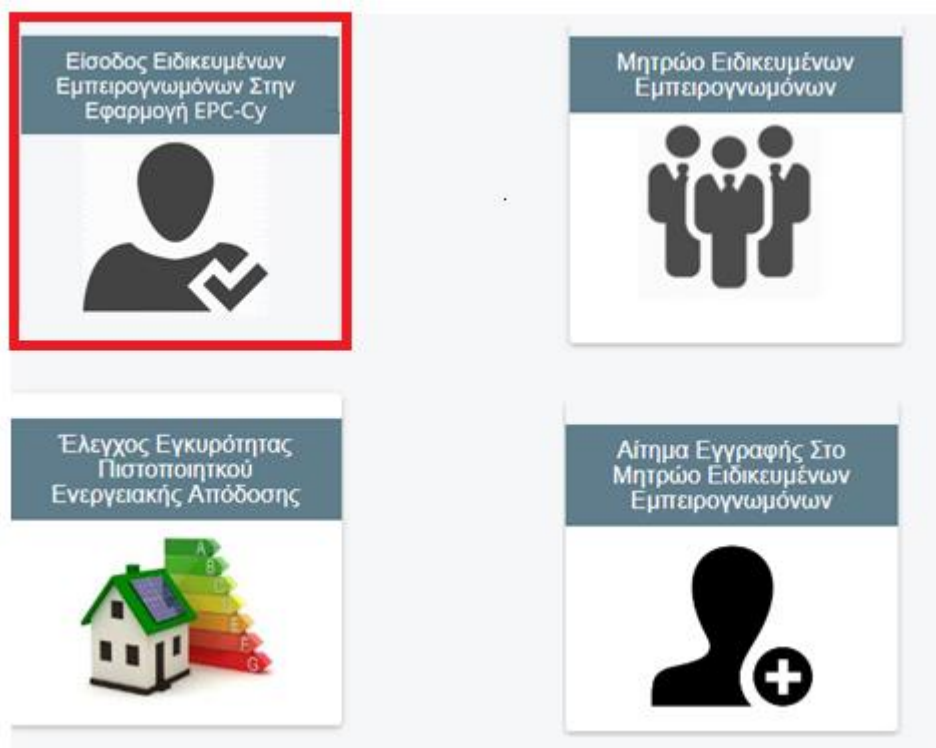 Είσοδος Ειδικευμένων
Εμπειρογνωμόνων Στην
Εφαρμογή EPC-Cy
Μητρώο Ειδικευμένων
Εμπειρογνωμόνων
Έλεγχος Εγκυρότητας
Πιστοποιητκού
Ενεργειακής Απόδοσης
A
B
C
E
F
G
Αίτημα Εγγραφής Στο
Μητρώο Ειδικευμένων
Εμπειρογνωμόνων